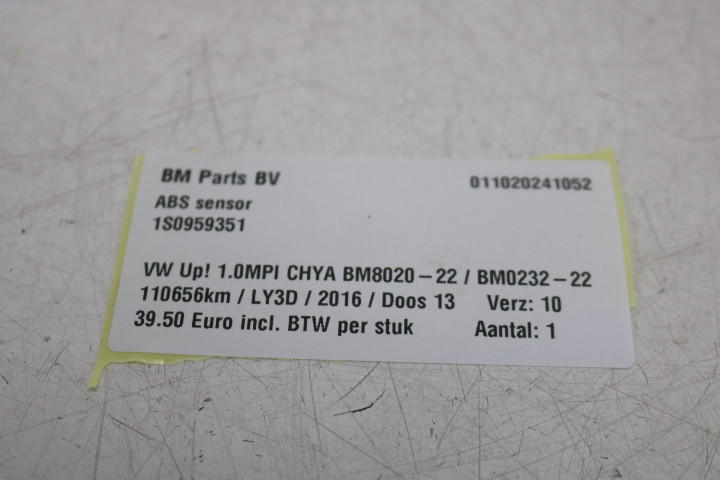 BM Parts BV 011020241052
ABS sensor
1S0959351
VW Up! 1.0MPI CHYA BM8020-22 / BM0232-22
110656km / LY3D / 2016 / Doos 13 Verz: 10
39.50 Euro incl. BTW per stuk Aantal: 1